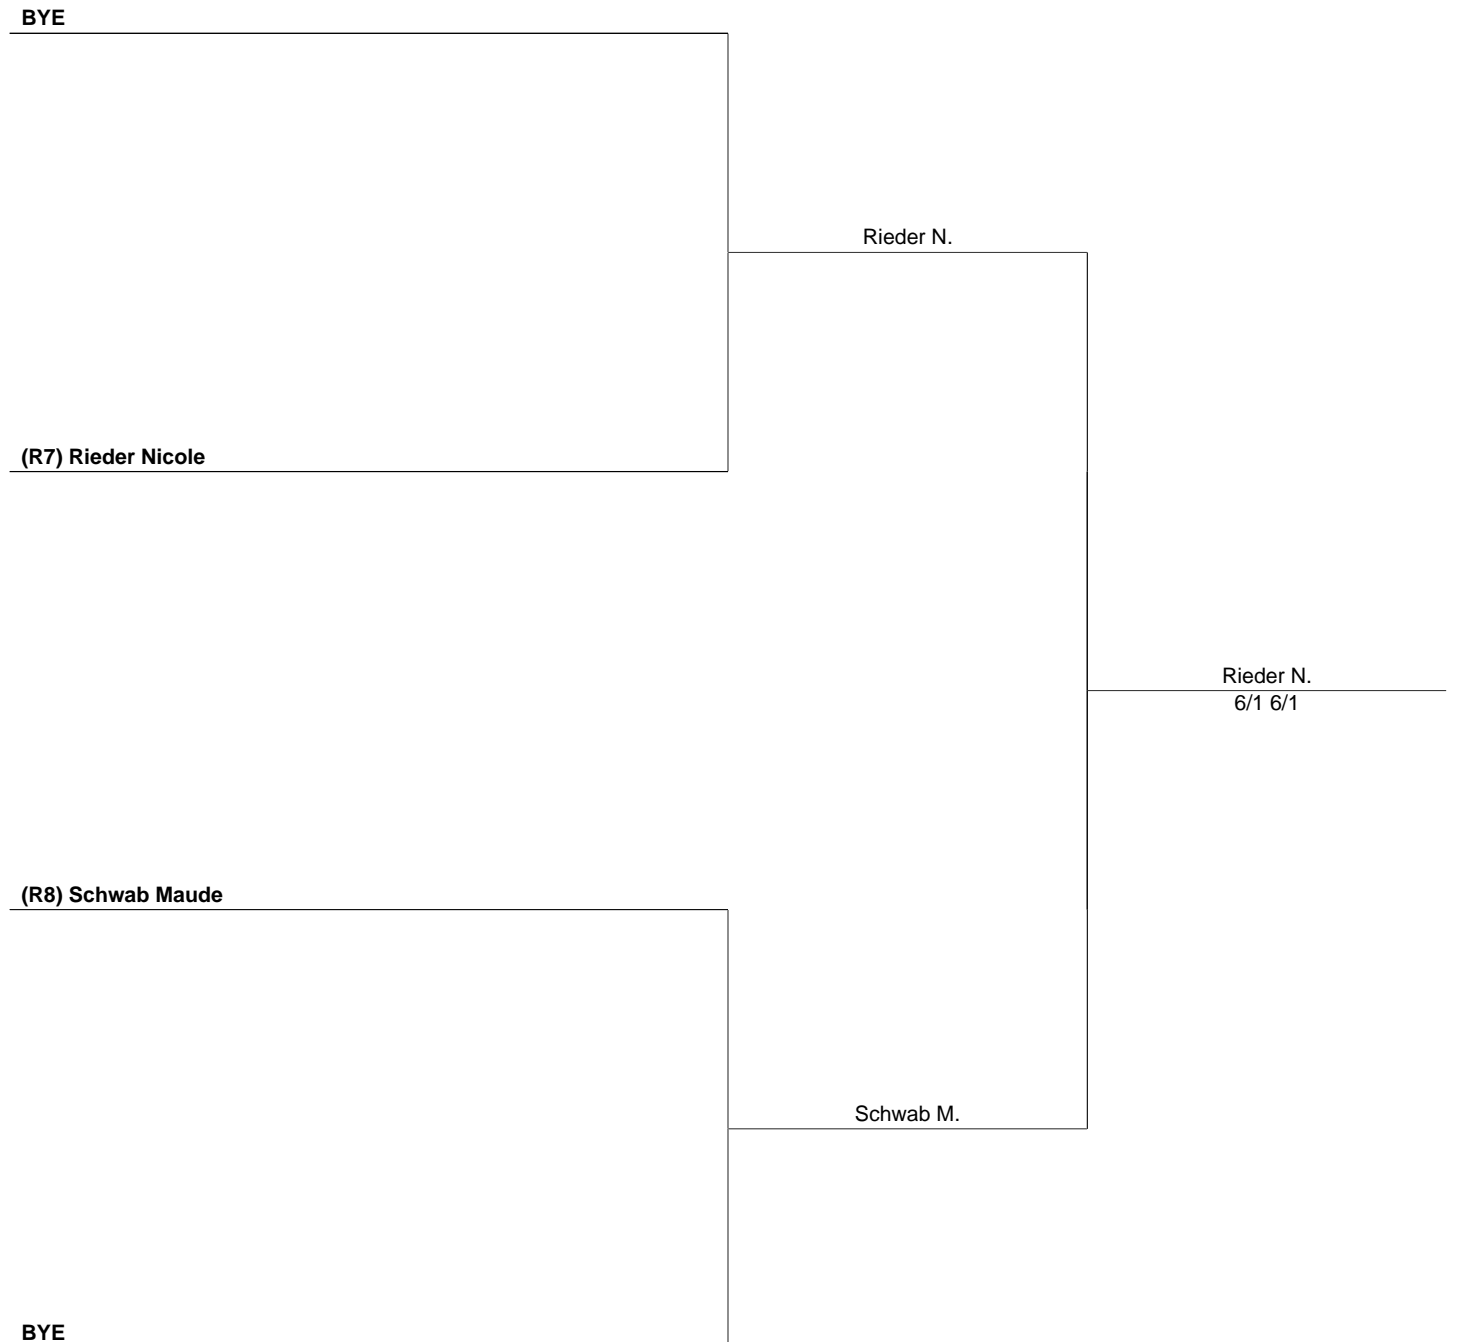 BYE
Rieder N.
(R7) Rieder Nicole
Rieder N.
6/1 6/1
(R8) Schwab Maude
Schwab M.
BYE